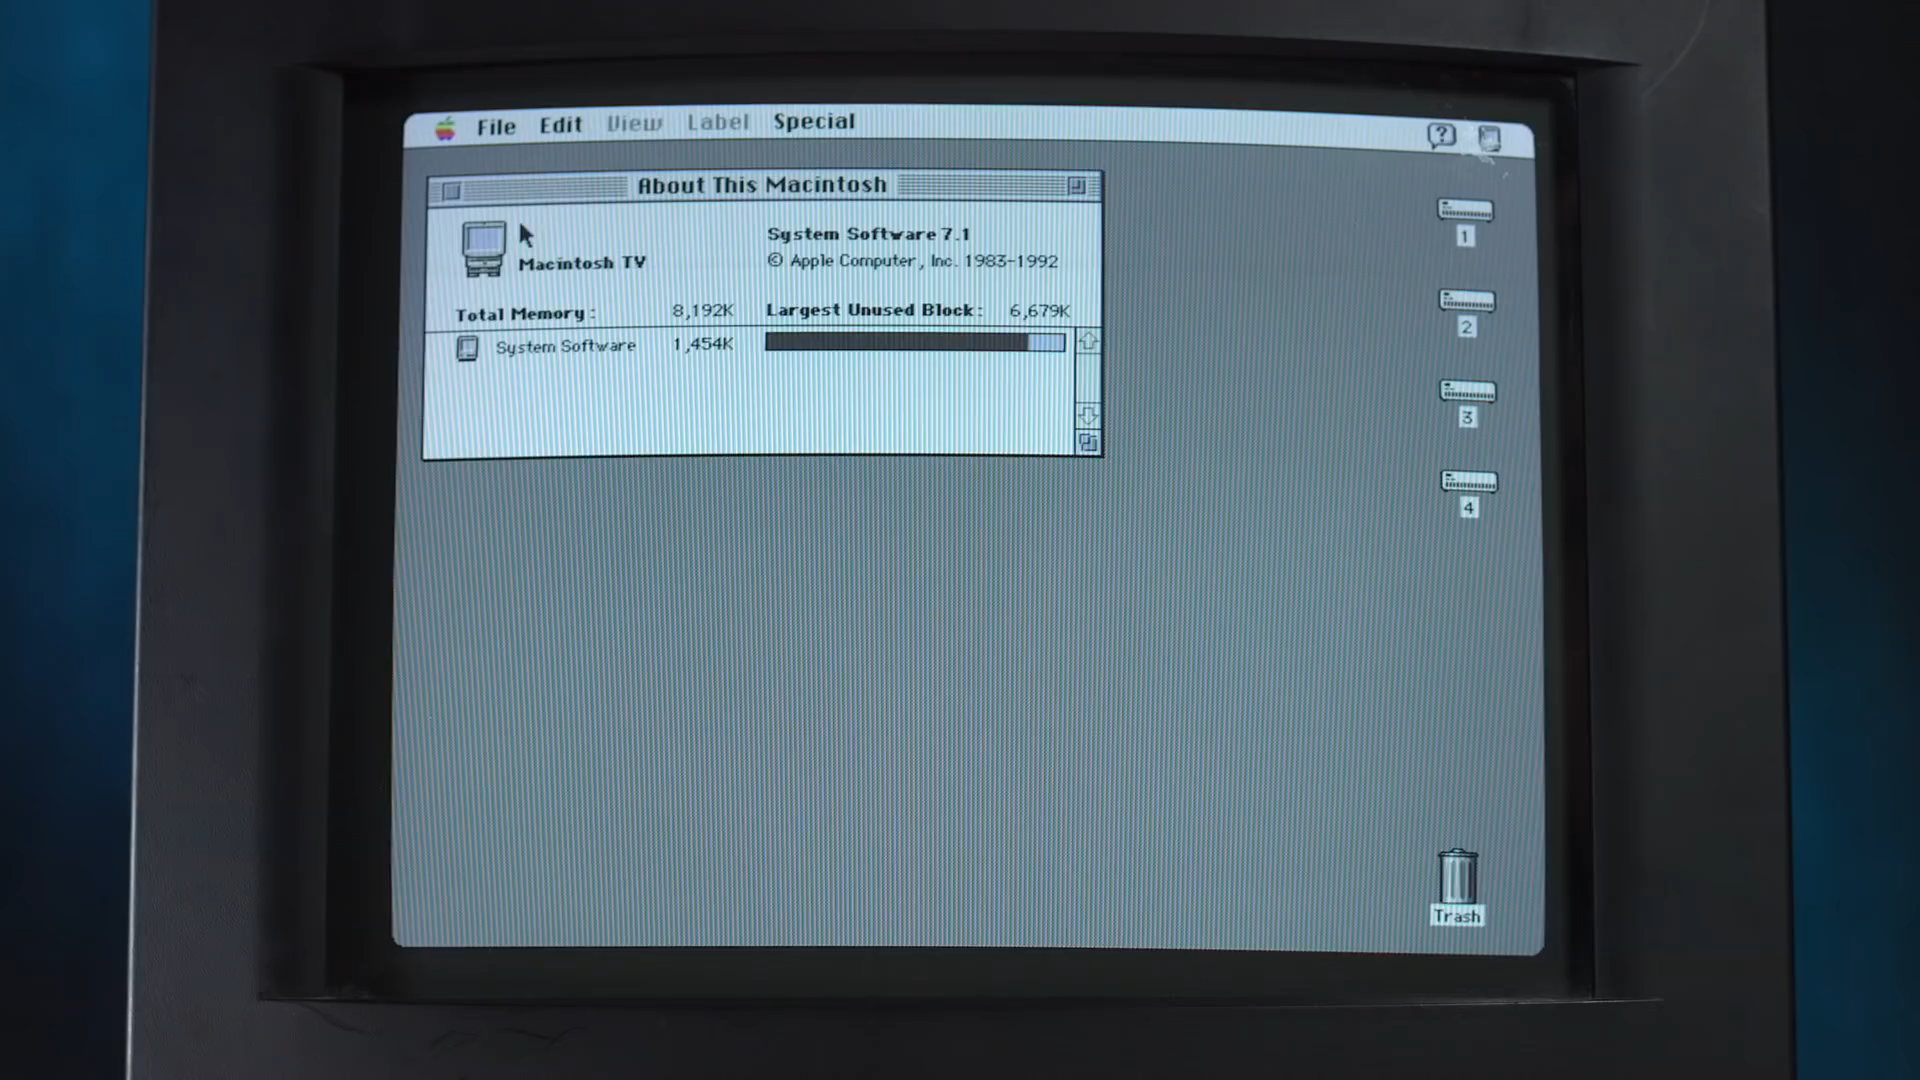 File Edit View Label Special
?
About This Macintosh
Macintosh TV
System Software 7.1
© Apple Computer, Inc. 1983-1992
Total Memory : 8,192K Largest Unused Block : 6,679K
System Software 1,454K
1
2
3
4
Trash